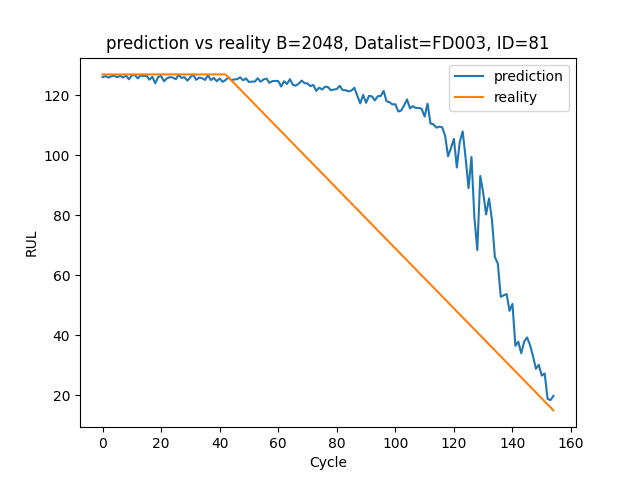 prediction vs reality B=2048, Datalist=FD003, ID=81
prediction
reality
RUL
120
100
80
60
40
20
0 20 40 60 80 100 120 140 160
Cycle